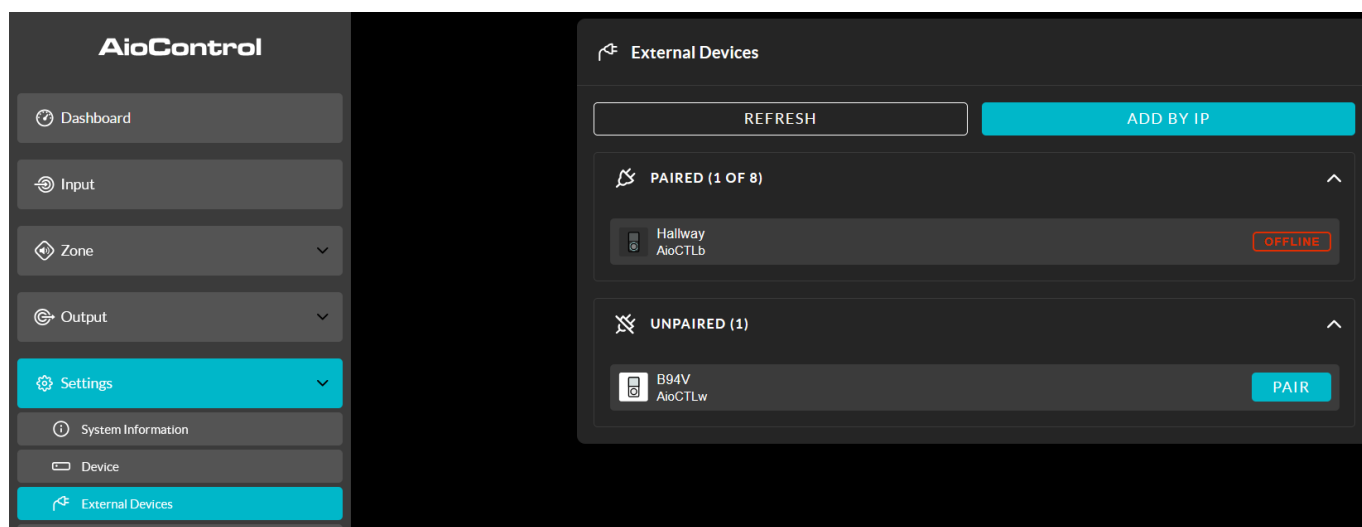 AioControl
Dashboard
Input
Zone
Output
Settings
System Information
Device
External Devices
External Devices
REFRESH
ADD BY IP
PAIRED (1 OF 8)
Hallway
AioCTLb
OFFLINE
UNPAIRED (1)
B94V
AioCTLw
PAIR